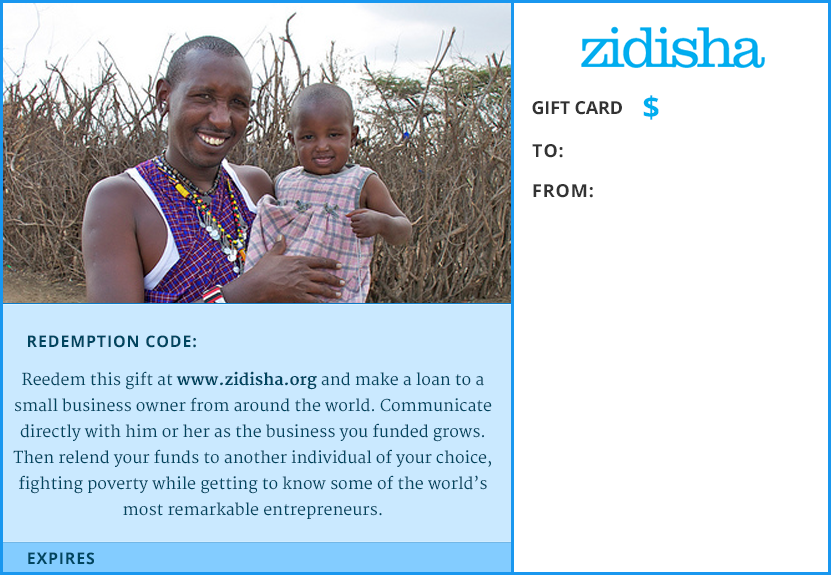 zidisha
GIFT CARD $
TO:
FROM:
REDEMPTION CODE:
Reedem this gift at www.zidisha.org and make a loan to a
small business owner from around the world. Communicate
directly with him or her as the business you funded grows.
Then relend your funds to another individual of your choice,
fighting poverty while getting to know some of the world’s
most remarkable entrepreneurs.
EXPIRES